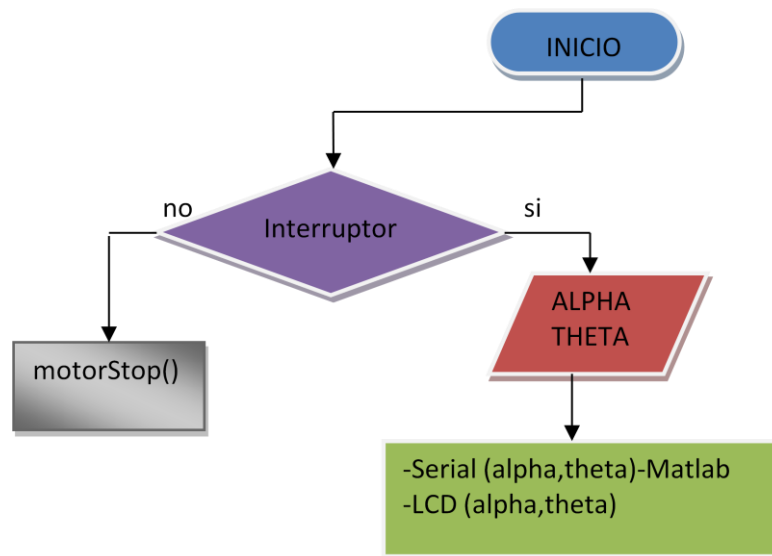 INICIO
no
si
Interruptor
ALPHA
THETA
motorStop()
-Serial (alpha,theta)-Matlab
-LCD (alpha,theta)